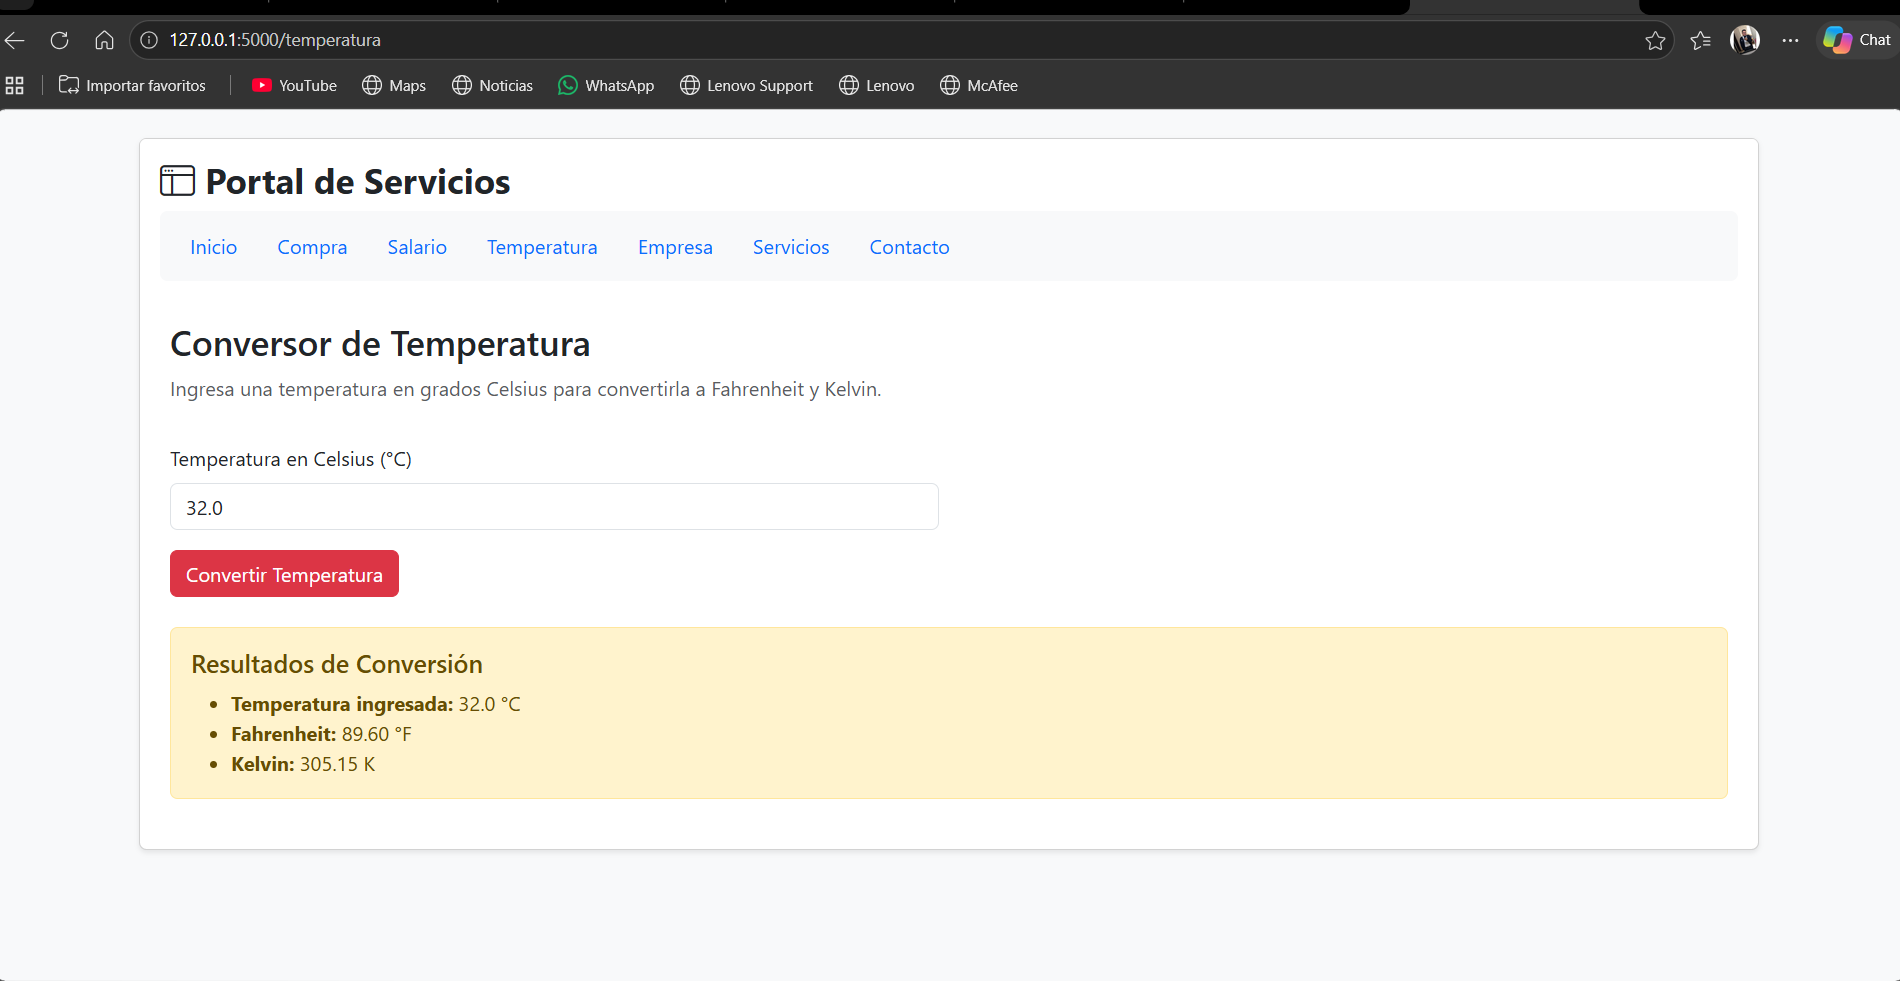 127.0.0.1:5000/temperatura
Chat
Importar favoritos YouTube Maps Noticias WhatsApp Lenovo Support Lenovo McAfee
Portal de Servicios
Inicio Compra Salario Temperatura Empresa Servicios Contacto
Conversor de Temperatura
Ingresa una temperatura en grados Celsius para convertirla a Fahrenheit y Kelvin.
Temperatura en Celsius (°C)
32.0
Convertir Temperatura
Resultados de Conversión
Temperatura ingresada: 32.0 °C
Fahrenheit: 89.60 °F
Kelvin: 305.15 K